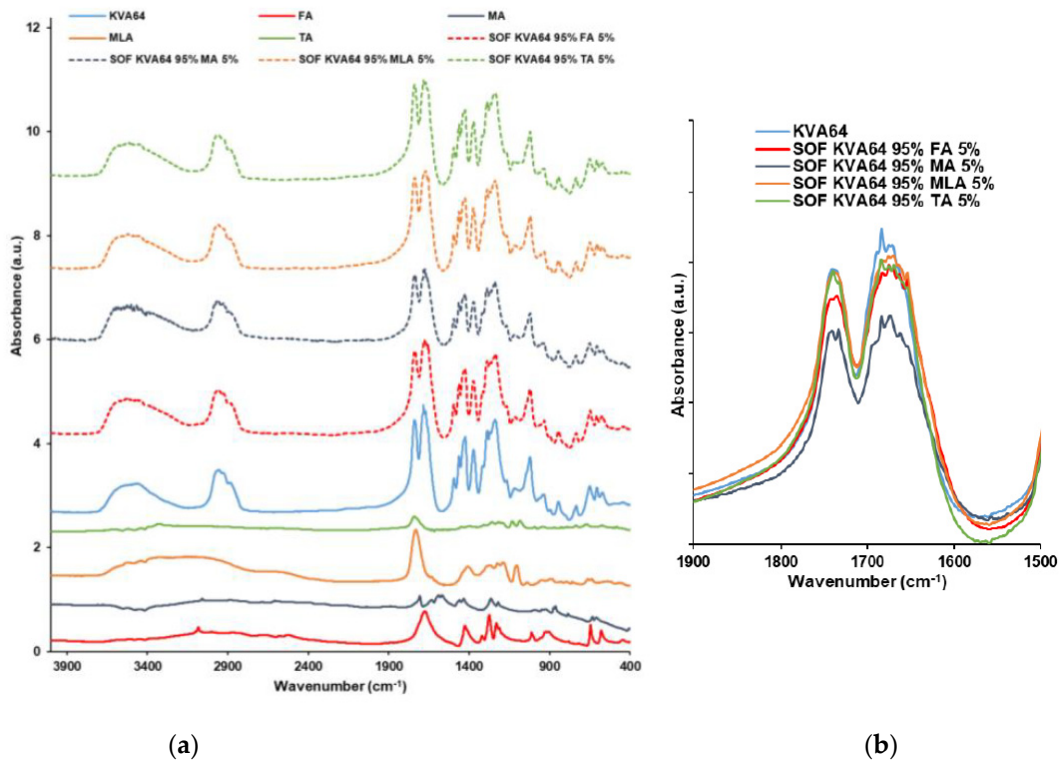 KVA64 FA MA
MLA TA SOF KVA64 95% FA 5%
SOF KVA64 95% MA 5% SOF KVA64 95% MLA 5% SOF KVA64 95% TA 5%
12
10
8
6
4
2
0
Absorbance (a.u.)
3900 3400 2900 2400 1900 1400 900 400
Wavenumber (cm-1)
(a)
KVA64
SOF KVA64 95% FA 5%
SOF KVA64 95% MA 5%
SOF KVA64 95% MLA 5%
SOF KVA64 95% TA 5%
Absorbance (a.u.)
1900 1800 1700 1600 1500
Wavenumber (cm-1)
(b)